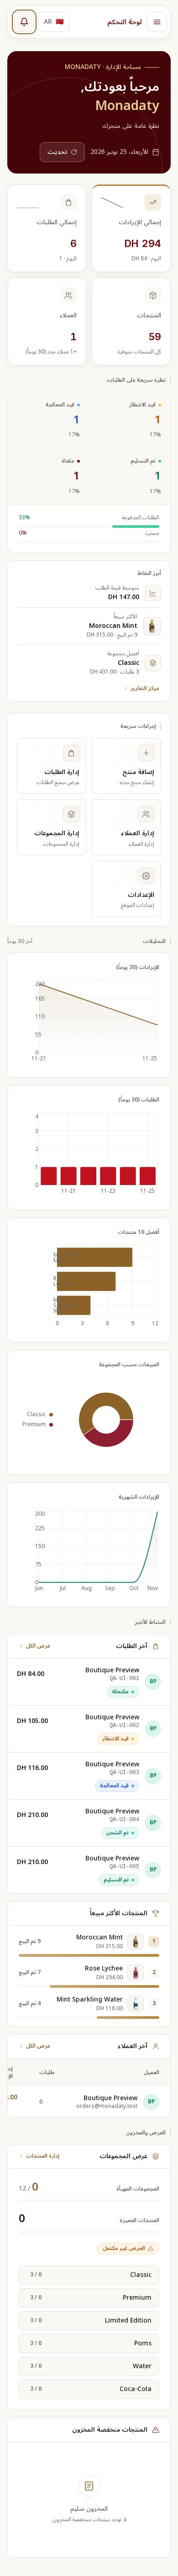 لوحة التحكم
AR
مساحة الإدارة · MONADATY
مرحباً بعودتك,
Monadaty
نظرة عامة على متجرك
الأربعاء، 25 نونبر 2026
تحديث
إجمالي الإيرادات
294 DH
اليوم · 84 DH
إجمالي الطلبات
6
اليوم · 1
المنتجات
59
كل المنتجات متوفرة
العملاء
1
+1 عملاء جدد (30 يوماً)
نظرة سريعة على الطلبات
قيد الانتظار
1
17%
قيد المعالجة
1
17%
تم التسليم
1
17%
ملغاة
1
17%
الطلبات المدفوعة
33%
مسترد
0%
أبرز النقاط
متوسط قيمة الطلب
147.00 DH
الأكثر مبيعاً
Moroccan Mint
9 تم البيع · 315.00 DH
أفضل مجموعة
Classic
3 طلبات · 431.00 DH
مركز التقارير
إجراءات سريعة
إضافة منتج
إنشاء منتج جديد
إدارة الطلبات
عرض جميع الطلبات
إدارة العملاء
إدارة العملاء
إدارة المجموعات
إدارة المجموعات
الإعدادات
إعدادات الموقع
التحليلات
آخر 30 يوماً
الإيرادات (30 يوماً)
165
110
55
0
11-21
11-25
الطلبات (30 يوماً)
4
3
2
1
0
11-21
11-23
11-25
أفضل 10 منتجات
0
3
6
9
12
المبيعات حسب المجموعة
Classic
Premium
الإيرادات الشهرية
300
225
150
75
0
Jun
Jul
Aug
Sep
Oct
Nov
النشاط الأخير
آخر الطلبات
عرض الكل
BP
Boutique Preview
QA-UI-001
مكتملة
84.00 DH
BP
Boutique Preview
QA-UI-002
قيد الانتظار
105.00 DH
BP
Boutique Preview
QA-UI-003
قيد المعالجة
116.00 DH
BP
Boutique Preview
QA-UI-004
تم الشحن
210.00 DH
BP
Boutique Preview
QA-UI-005
تم التسليم
210.00 DH
المنتجات الأكثر مبيعاً
1
Moroccan Mint
315.00 DH
9 تم البيع
2
Rose Lychee
294.00 DH
7 تم البيع
3
Mint Sparkling Water
116.00 DH
4 تم البيع
آخر العملاء
عرض الكل
العميل
طلبات
BP
Boutique Preview
orders@monadaty.test
6
العرض والمخزون
عرض المجموعات
إدارة المنتجات
المجموعات المهيأة
0 / 12
المنتجات المميزة
0
العرض غير مكتمل
Classic
0 / 3
Premium
0 / 3
Limited Edition
0 / 3
Poms
0 / 3
Water
0 / 3
Coca-Cola
0 / 3
المنتجات منخفضة المخزون
المخزون سليم
لا توجد منتجات منخفضة المخزون